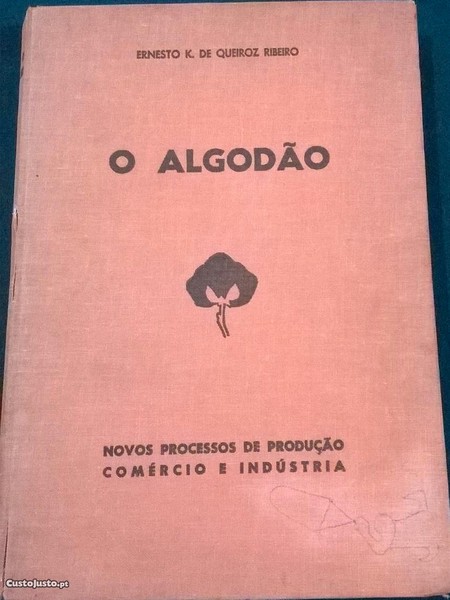 ERNESTO K. DE QUEIROZ RIBEIRO
O ALGODÃO
NOVOS PROCESSOS DE PRODUÇÃO
COMÉRCIO E INDÚSTRIA
CustoJusto.pt